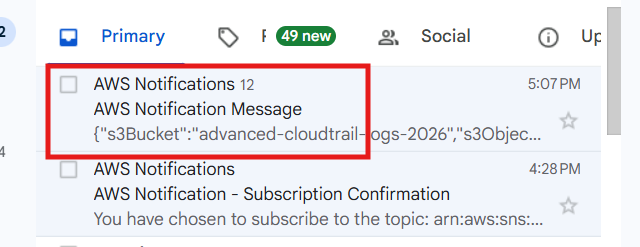 2
Primary
P
49 new
Social
Up
AWS Notifications 12
5:07 PM
AWS Notification Message
{"s3Bucket":"advanced-cloudtrail-logs-2026","s3Objec...
4
AWS Notifications
4:28 PM
AWS Notification - Subscription Confirmation
You have chosen to subscribe to the topic: arn:aws:sns:...